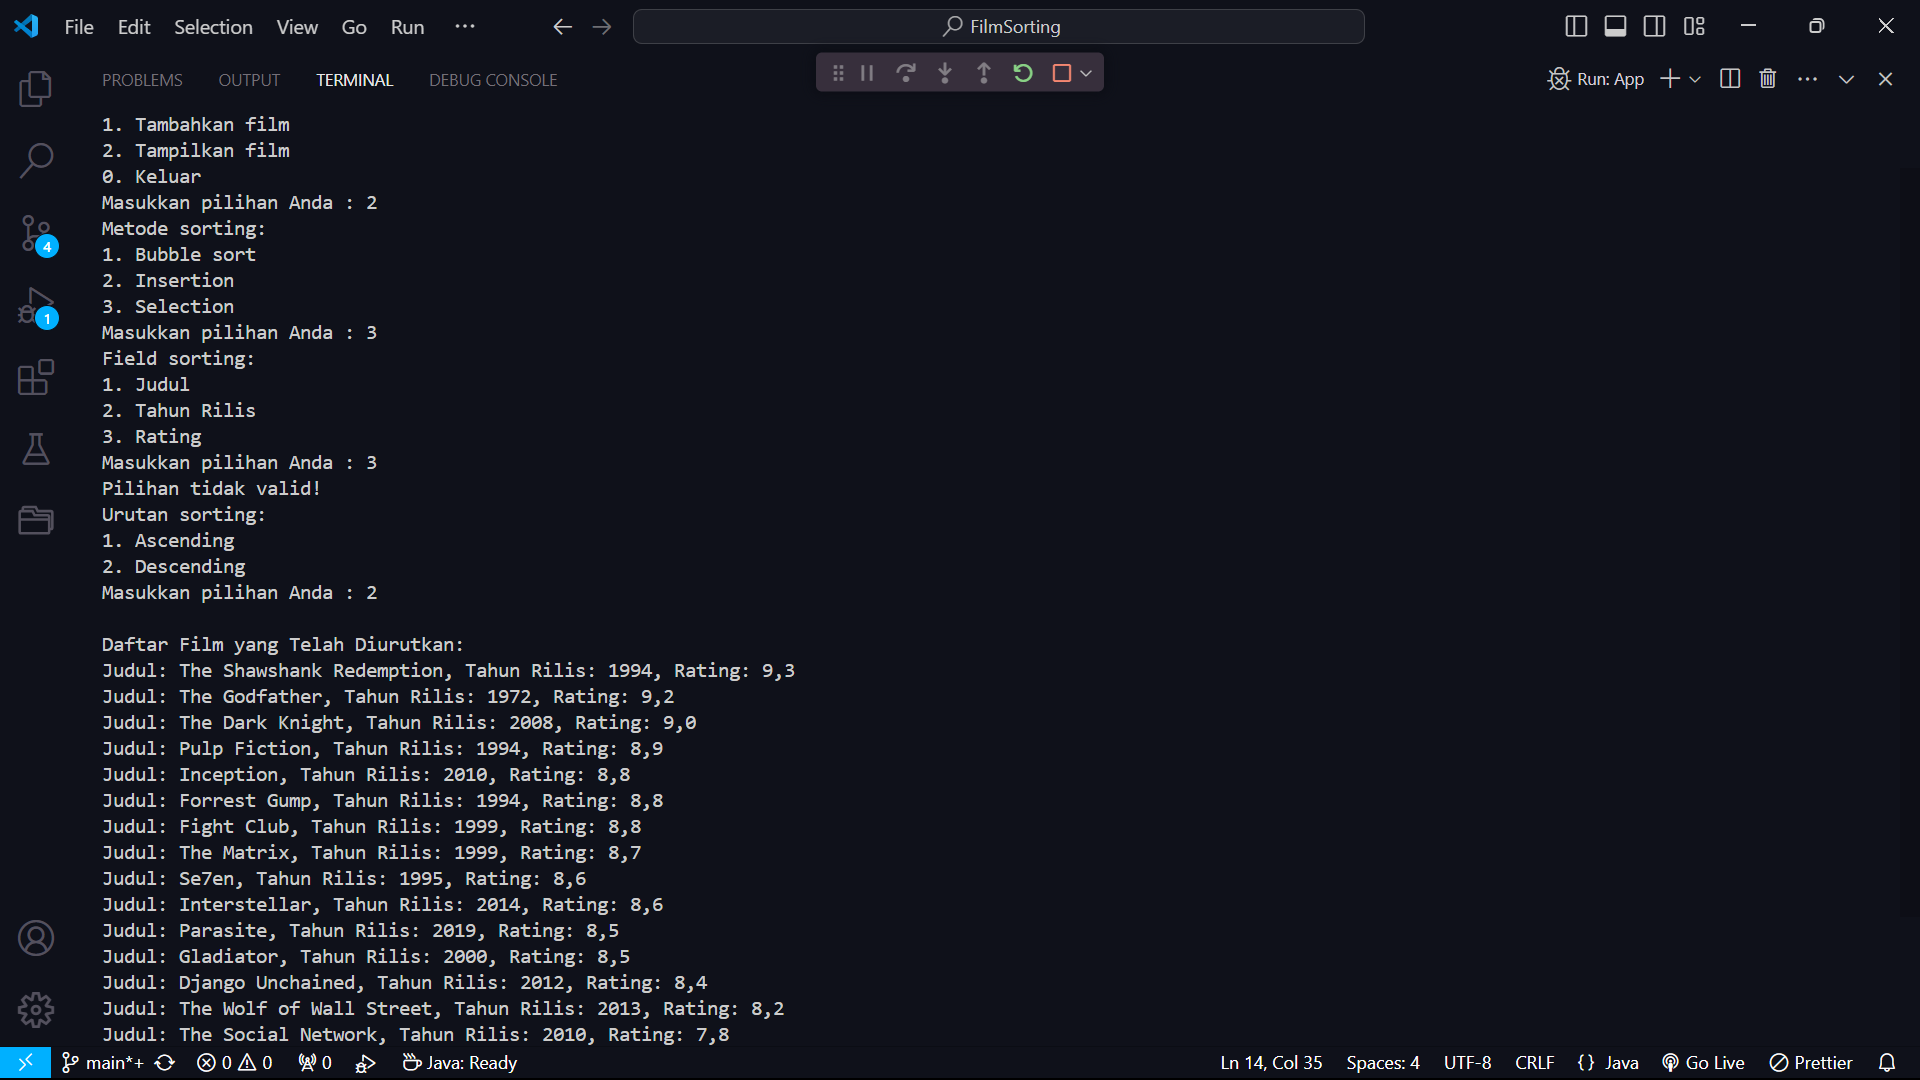 File Edit Selection View Go Run ··· FilmSorting
PROBLEMS OUTPUT TERMINAL DEBUG CONSOLE Run: App
1. Tambahkan film
2. Tampilkan film
0. Keluar
Masukkan pilihan Anda : 2
Metode sorting:
1. Bubble sort
2. Insertion
3. Selection
Masukkan pilihan Anda : 3
Field sorting:
1. Judul
2. Tahun Rilis
3. Rating
Masukkan pilihan Anda : 3
Pilihan tidak valid!
Urutan sorting:
1. Ascending
2. Descending
Masukkan pilihan Anda : 2
Daftar Film yang Telah Diurutkan:
Judul: The Shawshank Redemption, Tahun Rilis: 1994, Rating: 9,3
Judul: The Godfather, Tahun Rilis: 1972, Rating: 9,2
Judul: The Dark Knight, Tahun Rilis: 2008, Rating: 9,0
Judul: Pulp Fiction, Tahun Rilis: 1994, Rating: 8,9
Judul: Inception, Tahun Rilis: 2010, Rating: 8,8
Judul: Forrest Gump, Tahun Rilis: 1994, Rating: 8,8
Judul: Fight Club, Tahun Rilis: 1999, Rating: 8,8
Judul: The Matrix, Tahun Rilis: 1999, Rating: 8,7
Judul: Se7en, Tahun Rilis: 1995, Rating: 8,6
Judul: Interstellar, Tahun Rilis: 2014, Rating: 8,6
Judul: Parasite, Tahun Rilis: 2019, Rating: 8,5
Judul: Gladiator, Tahun Rilis: 2000, Rating: 8,5
Judul: Django Unchained, Tahun Rilis: 2012, Rating: 8,4
Judul: The Wolf of Wall Street, Tahun Rilis: 2013, Rating: 8,2
Judul: The Social Network, Tahun Rilis: 2010, Rating: 7,8
4
1
main*+ 0 0 0 Java: Ready Ln 14, Col 35 Spaces: 4 UTF-8 CRLF {} Java Go Live Prettier